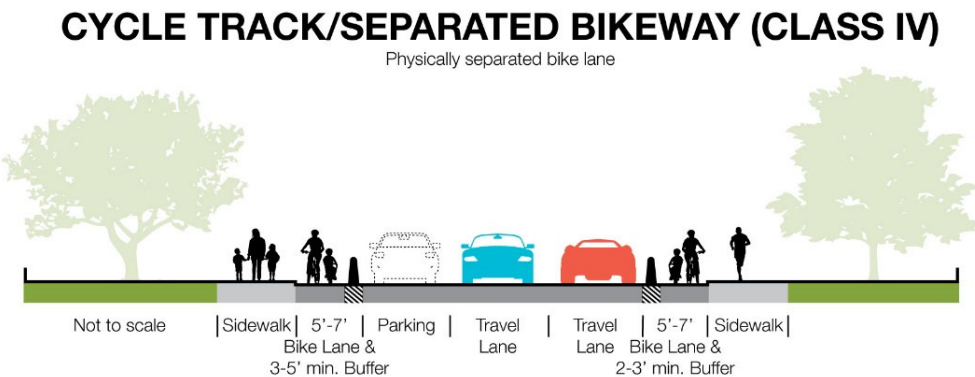 CYCLE TRACK/SEPARATED BIKEWAY (CLASS IV)
Physically separated bike lane
Not to scale
Sidewalk
5'-7'
Bike Lane &
3-5' min. Buffer
Parking
Travel
Lane
Travel
Lane
5'-7'
Bike Lane &
2-3' min. Buffer
Sidewalk